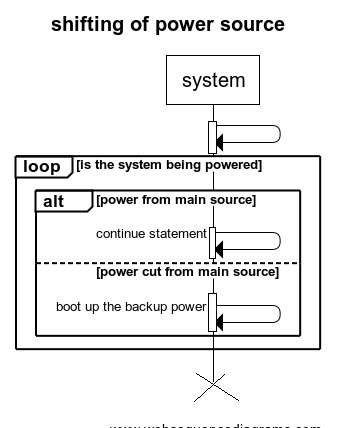 shifting of power source
system
loop [is the system being powered]
alt [power from main source]
continue statement
[power cut from main source]
boot up the backup power